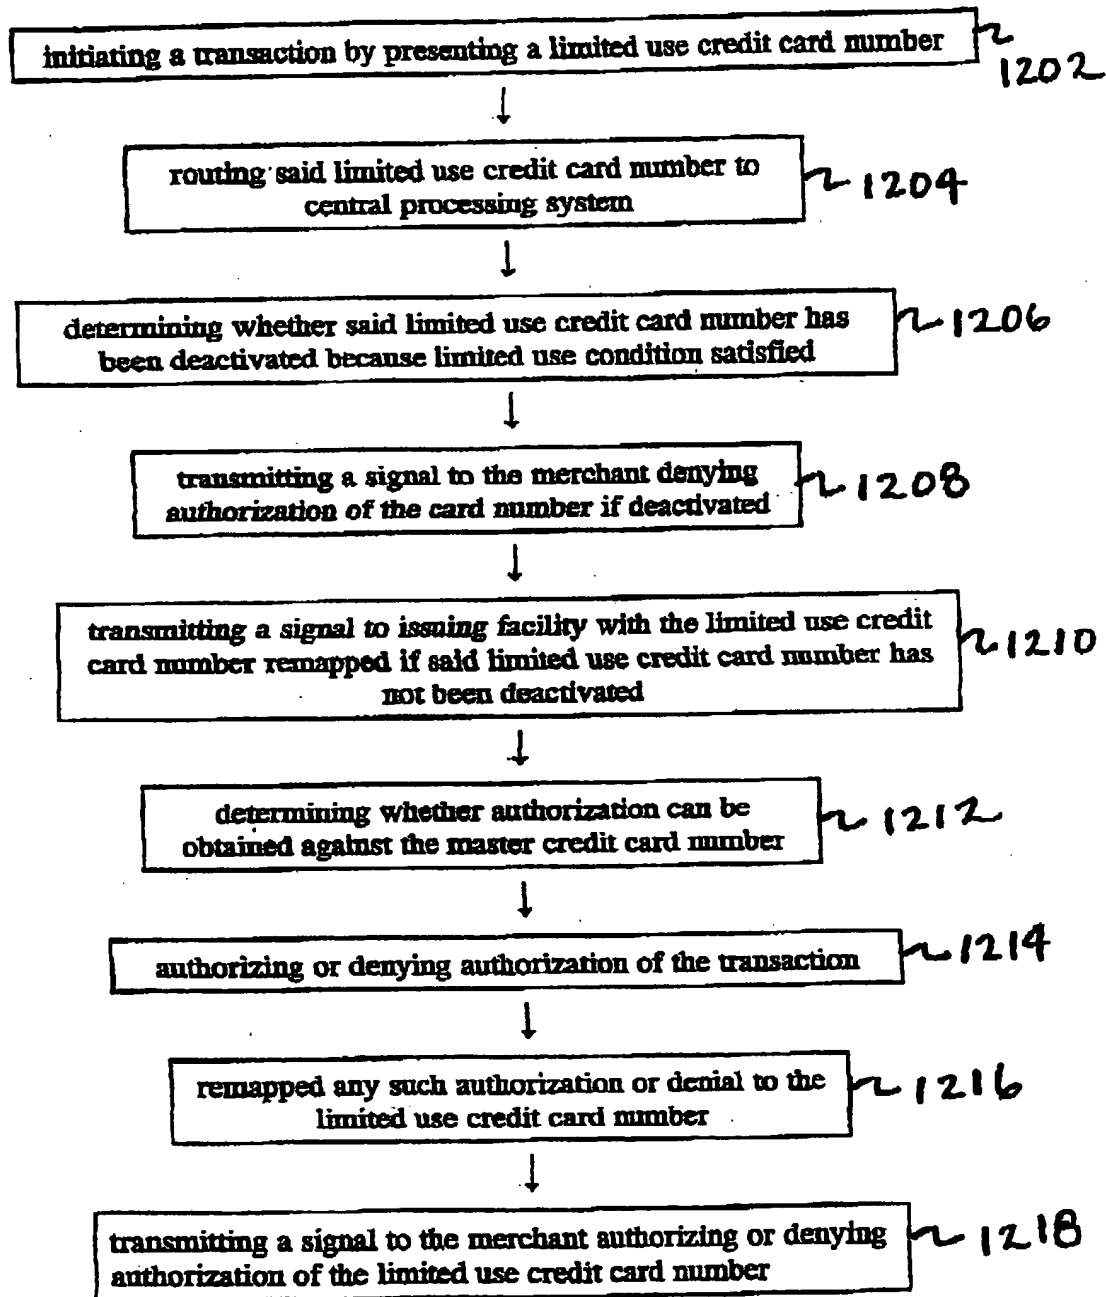 initiating a transaction by presenting a limited use credit card number
1202
routing said limited use credit card number to
central processing system
1204
determining whether said limited use credit card number has
been deactivated because limited use condition satisfied
1206
transmitting a signal to the merchant denying
authorization of the card number if deactivated
1208
transmitting a signal to issuing facility with the limited use credit
card number remapped if said limited use credit card number has
not been deactivated
1210
determining whether authorization can be
obtained against the master credit card number
1212
authorizing or denying authorization of the transaction
1214
remapped any such authorization or denial to the
limited use credit card number
1216
transmitting a signal to the merchant authorizing or denying
authorization of the limited use credit card number
1218